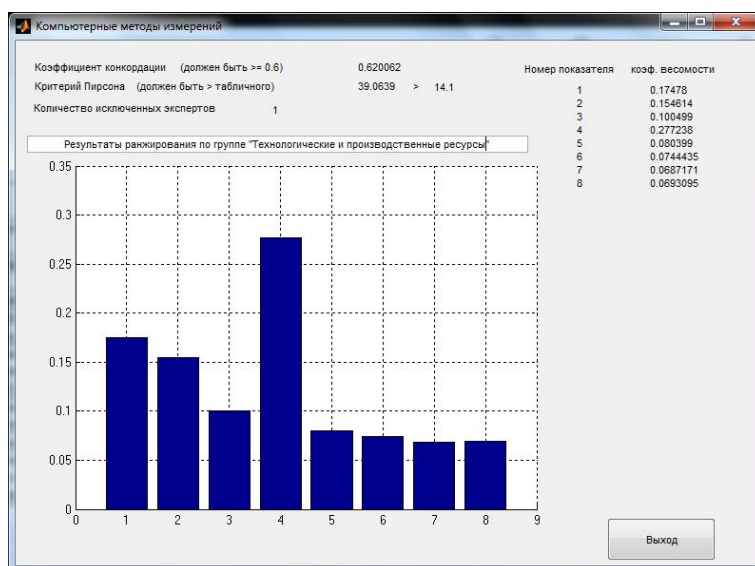 Компьютерные методы измерений
Коэффициент конкордации (должен быть >= 0.6) 0.620062
Критерий Пирсона (должен быть > табличного) 39.0639 > 14.1
Количество исключенных экспертов 1
Номер показателя коэф. весомости
1 0.17478
2 0.154614
3 0.100499
4 0.277238
5 0.080399
6 0.0744435
7 0.0687171
8 0.0693095
Результаты ранжирования по группе "Технологические и производственные ресурсы"
0.35
0.3
0.25
0.2
0.15
0.1
0.05
0
0 1 2 3 4 5 6 7 8 9
Выход